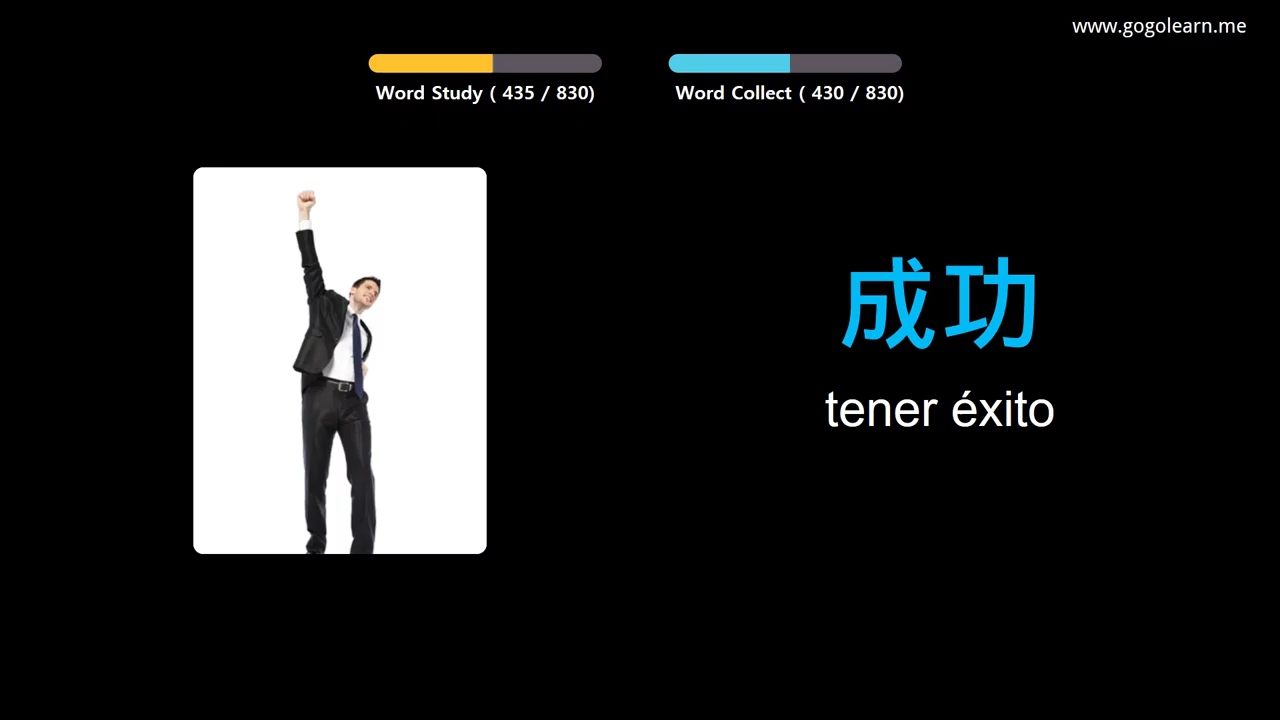 www.gogolearn.me
Word Study ( 435 / 830)
Word Collect ( 430 / 830)
成功
tener éxito